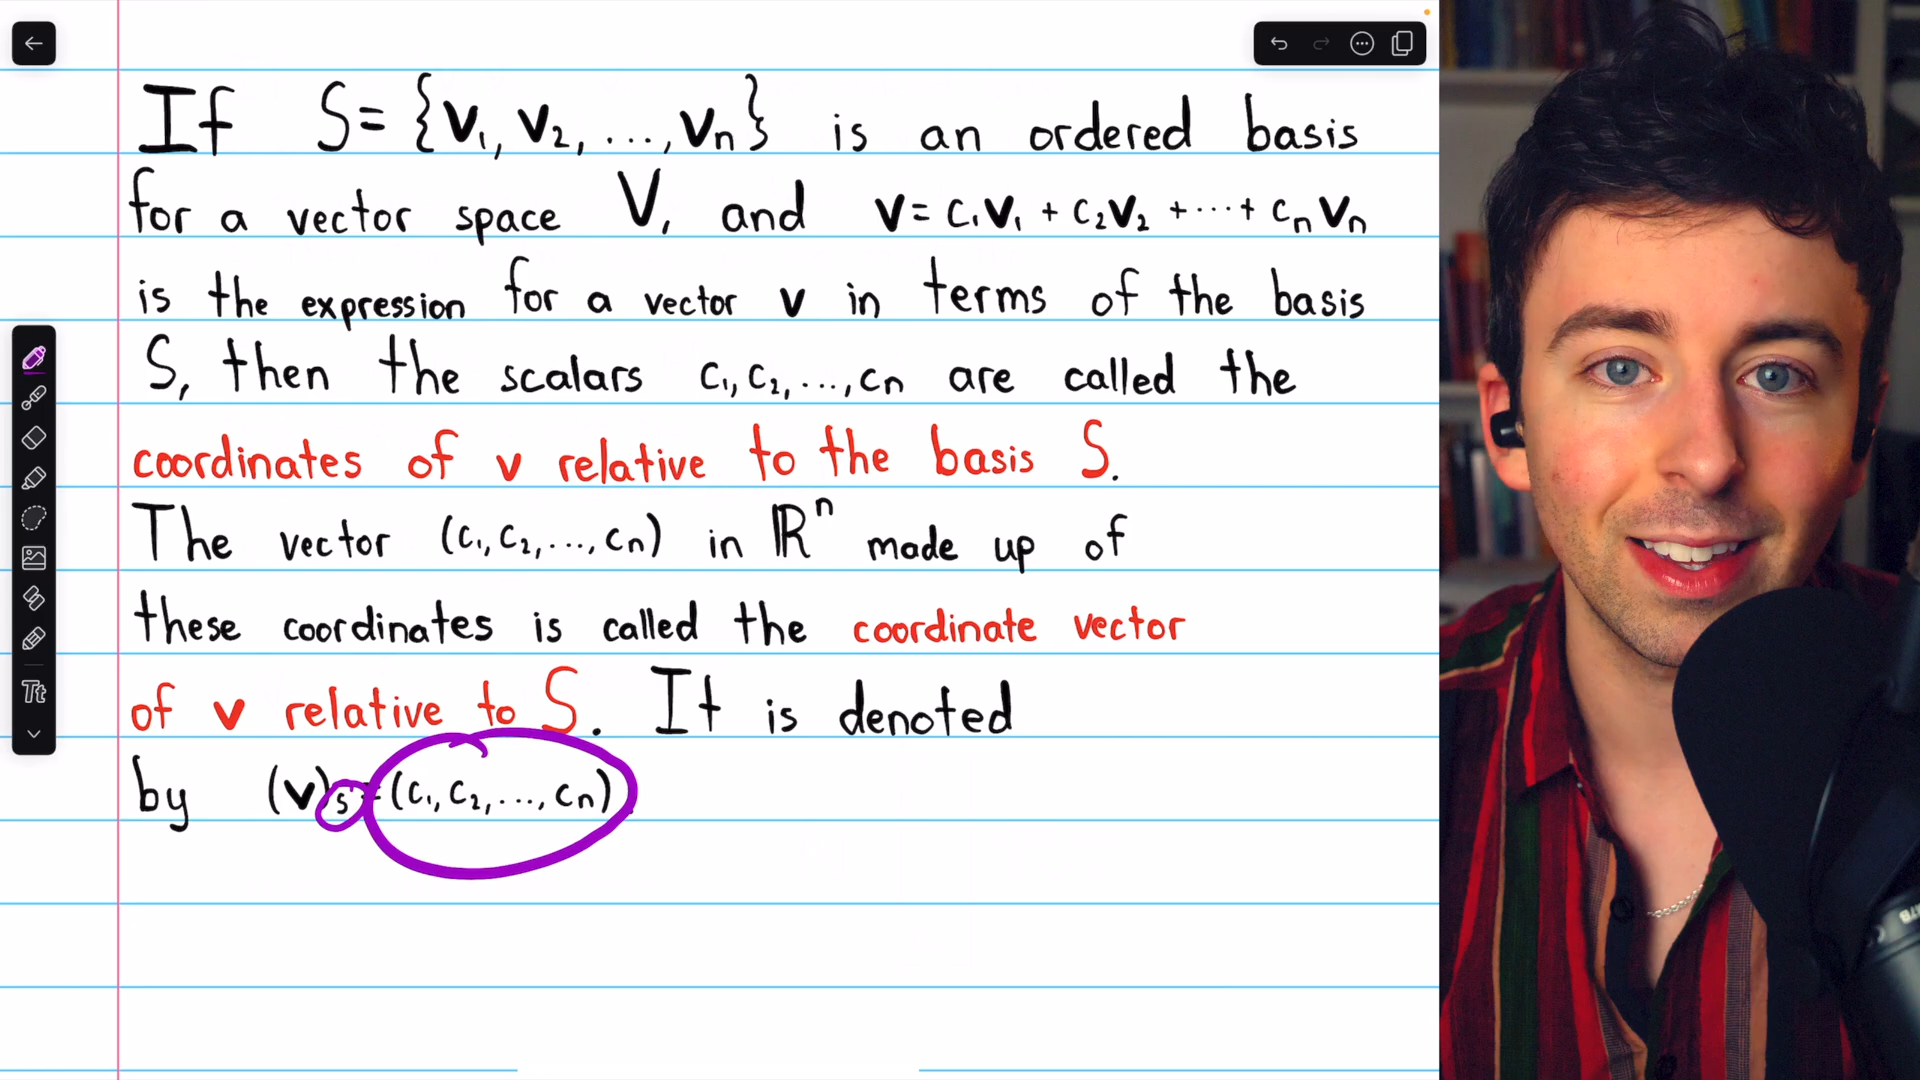 If S = {v₁, v₂, ..., vₙ} is an ordered basis
for a vector space V, and v = c₁v₁ + c₂v₂ + ··· + cₙvₙ
is the expression for a vector v in terms of the basis
S, then the scalars c₁, c₂, ..., cₙ are called the
coordinates of v relative to the basis S.
The vector (c₁, c₂, ..., cₙ) in ℝⁿ made up of
these coordinates is called the coordinate vector
of v relative to S. It is denoted
by (v)ₛ = (c₁, c₂, ..., cₙ)
Tt